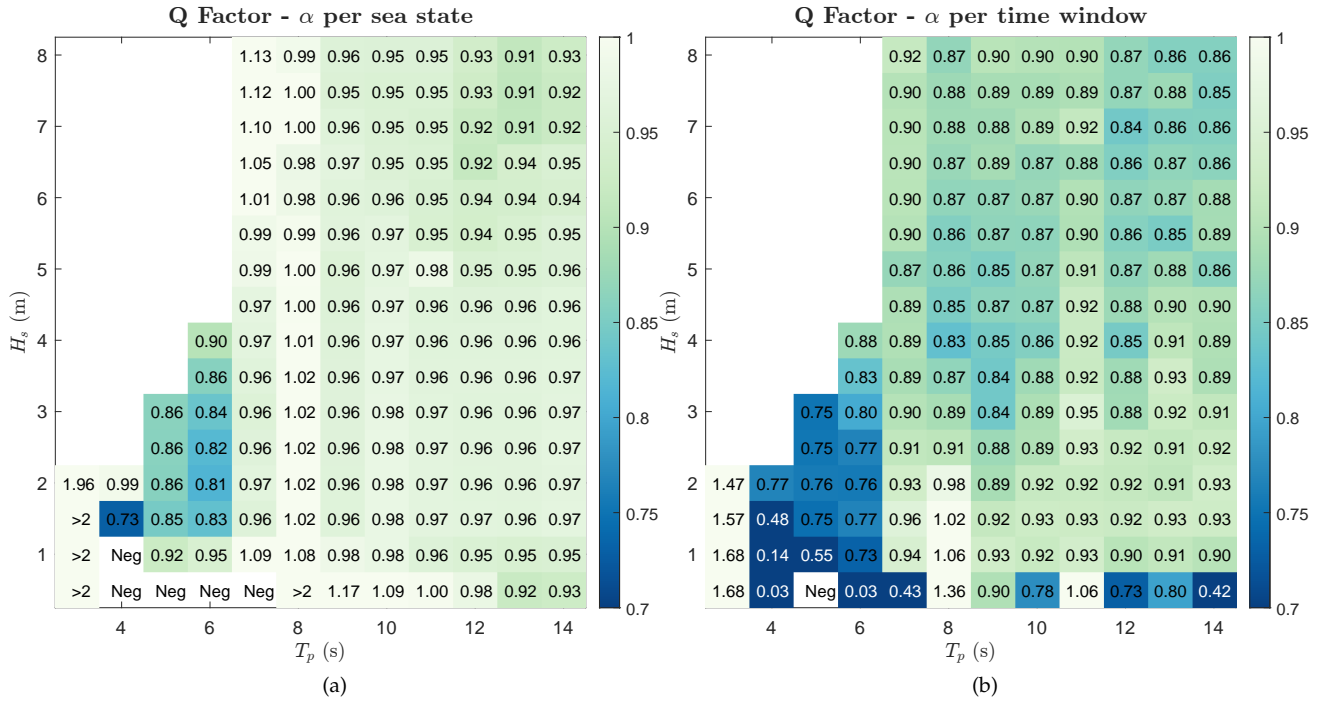 Q Factor - α per sea state
8 1.13 0.99 0.96 0.95 0.95 0.93 0.91 0.93 1
1.12 1.00 0.95 0.95 0.95 0.93 0.91 0.92
7 1.10 1.00 0.96 0.95 0.95 0.92 0.91 0.92 0.95
1.05 0.98 0.97 0.95 0.95 0.92 0.94 0.95
6 1.01 0.98 0.96 0.96 0.95 0.94 0.94 0.94
0.99 0.99 0.96 0.97 0.95 0.94 0.95 0.95 0.9
5 0.99 1.00 0.96 0.97 0.98 0.95 0.95 0.96
0.97 1.00 0.96 0.97 0.96 0.96 0.96 0.96
4 0.90 0.97 1.01 0.96 0.97 0.96 0.96 0.96 0.96 0.85
0.86 0.96 1.02 0.96 0.97 0.96 0.96 0.96 0.97
3 0.86 0.84 0.96 1.02 0.96 0.98 0.97 0.96 0.96 0.97 0.8
0.86 0.82 0.96 1.02 0.96 0.98 0.97 0.96 0.96 0.97
2 1.96 0.99 0.86 0.81 0.97 1.02 0.96 0.98 0.97 0.96 0.96 0.97
>2 0.73 0.85 0.83 0.96 1.02 0.96 0.98 0.97 0.97 0.96 0.97 0.75
1 >2 Neg 0.92 0.95 1.09 1.08 0.98 0.98 0.96 0.95 0.95 0.95
>2 Neg Neg Neg Neg >2 1.17 1.09 1.00 0.98 0.92 0.93 0.7
4 6 8 10 12 14
H_s (m)
T_p (s)
(a)
Q Factor - α per time window
8 0.92 0.87 0.90 0.90 0.90 0.87 0.86 0.86 1
0.90 0.88 0.89 0.89 0.89 0.87 0.88 0.85
7 0.90 0.88 0.88 0.89 0.92 0.84 0.86 0.86 0.95
0.90 0.87 0.89 0.87 0.88 0.86 0.87 0.86
6 0.90 0.87 0.87 0.87 0.90 0.87 0.87 0.88
0.90 0.86 0.87 0.87 0.90 0.86 0.85 0.89 0.9
5 0.87 0.86 0.85 0.87 0.91 0.87 0.88 0.86
0.89 0.85 0.87 0.87 0.92 0.88 0.90 0.90
4 0.88 0.89 0.83 0.85 0.86 0.92 0.85 0.91 0.89 0.85
0.83 0.89 0.87 0.84 0.88 0.92 0.88 0.93 0.89
3 0.75 0.80 0.90 0.89 0.84 0.89 0.95 0.88 0.92 0.91 0.8
0.75 0.77 0.91 0.91 0.88 0.89 0.93 0.92 0.91 0.92
2 1.47 0.77 0.76 0.76 0.93 0.98 0.89 0.92 0.92 0.92 0.91 0.93
1.57 0.48 0.75 0.77 0.96 1.02 0.92 0.93 0.93 0.92 0.93 0.93 0.75
1 1.68 0.14 0.55 0.73 0.94 1.06 0.93 0.92 0.93 0.90 0.91 0.90
1.68 0.03 Neg 0.03 0.43 1.36 0.90 0.78 1.06 0.73 0.80 0.42 0.7
4 6 8 10 12 14
H_s (m)
T_p (s)
(b)